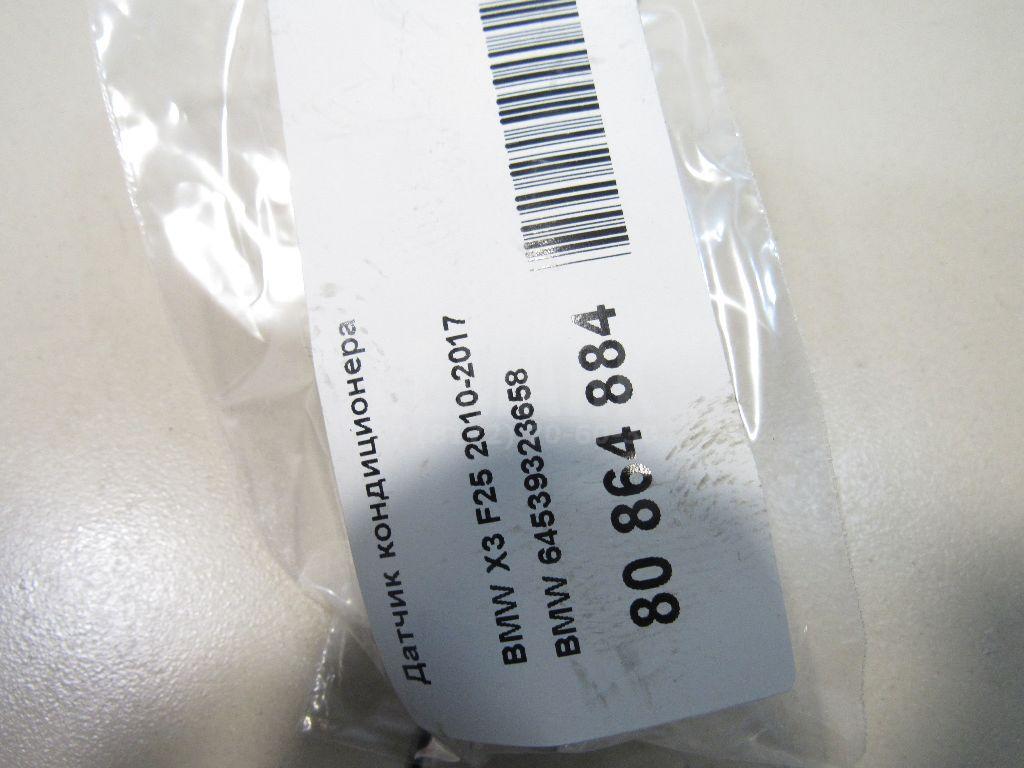 Датчик кондиционера
BMW X3 F25 2010-2017
BMW 64539323658
80 864 884